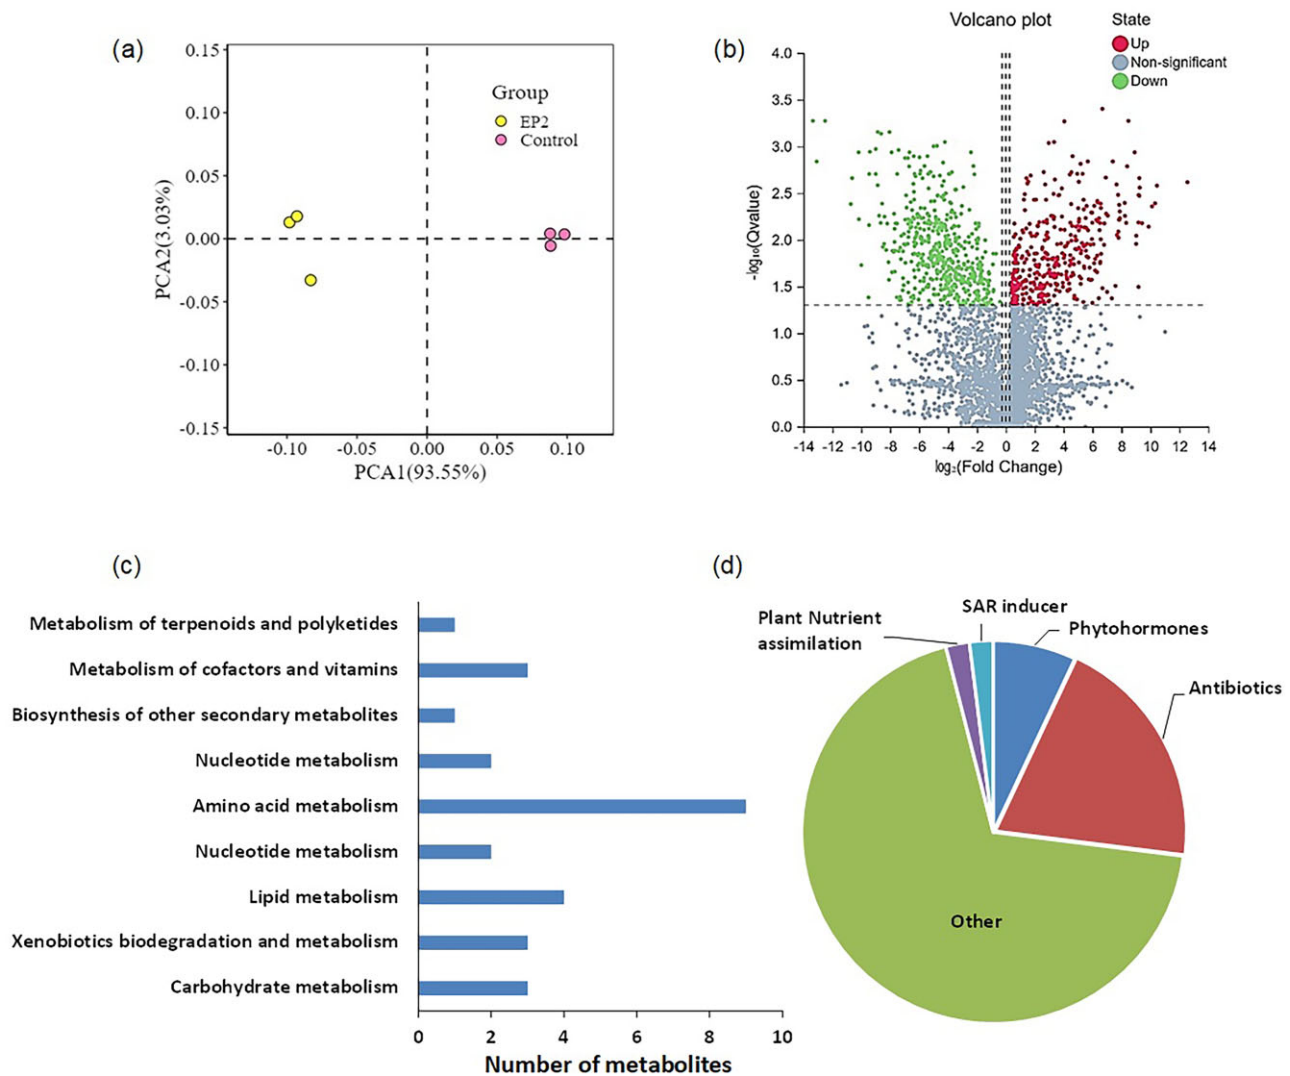 (a)
0.15
0.10
0.05
0.00
-0.05
-0.10
-0.15
PCA2(3.03%)
Group
EP2
Control
-0.10 -0.05 0.00 0.05 0.10
PCA1(93.55%)
(b)
Volcano plot
State
Up
Non-significant
Down
4.0
3.5
3.0
2.5
2.0
1.5
1.0
0.5
0.0
-log₁₀(Qvalue)
-14 -12 -10 -8 -6 -4 -2 0 2 4 6 8 10 12 14
log₂(Fold Change)
(c)
Metabolism of terpenoids and polyketides
Metabolism of cofactors and vitamins
Biosynthesis of other secondary metabolites
Nucleotide metabolism
Amino acid metabolism
Nucleotide metabolism
Lipid metabolism
Xenobiotics biodegradation and metabolism
Carbohydrate metabolism
0 2 4 6 8 10
Number of metabolites
(d)
Plant Nutrient
assimilation
SAR inducer
Phytohormones
Antibiotics
Other